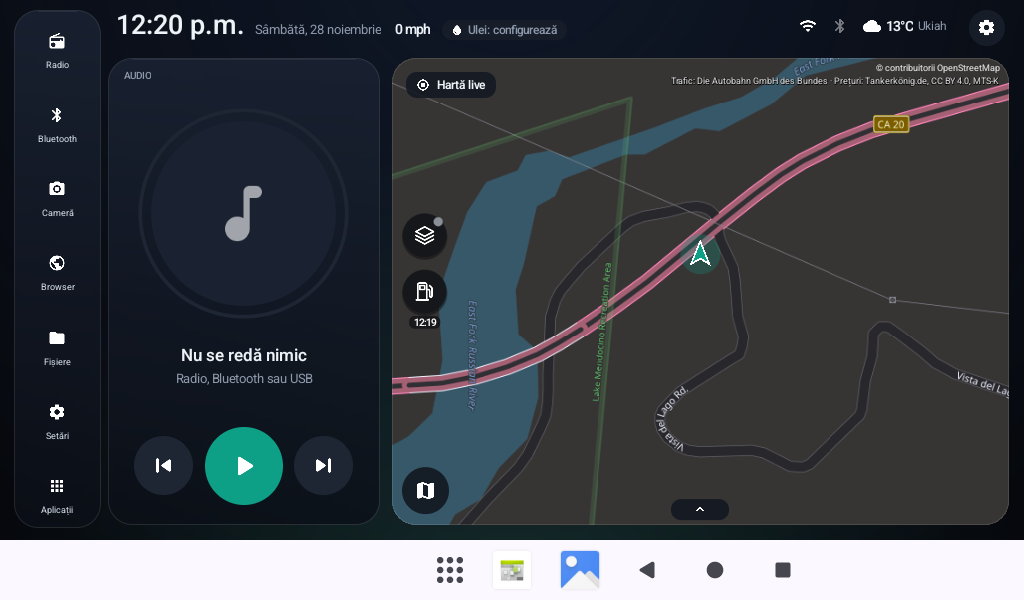 12:20 p.m.
Sâmbătă, 28 noiembrie
0 mph
Ulei: configurează
13°C Ukiah
Radio
Bluetooth
Cameră
Browser
Fișiere
Setări
Aplicații
AUDIO
Nu se redă nimic
Radio, Bluetooth sau USB
Hartă live
© contribuitorii OpenStreetMap
Trafic: Die Autobahn GmbH des Bundes · Prețuri: Tankerkönig.de, CC BY 4.0, MTS-K
East Fork
CA 20
12:19
East Fork Russian River
Lake Mendocino Recreation Area
Vista del Lago Rd.
Vista del Lag